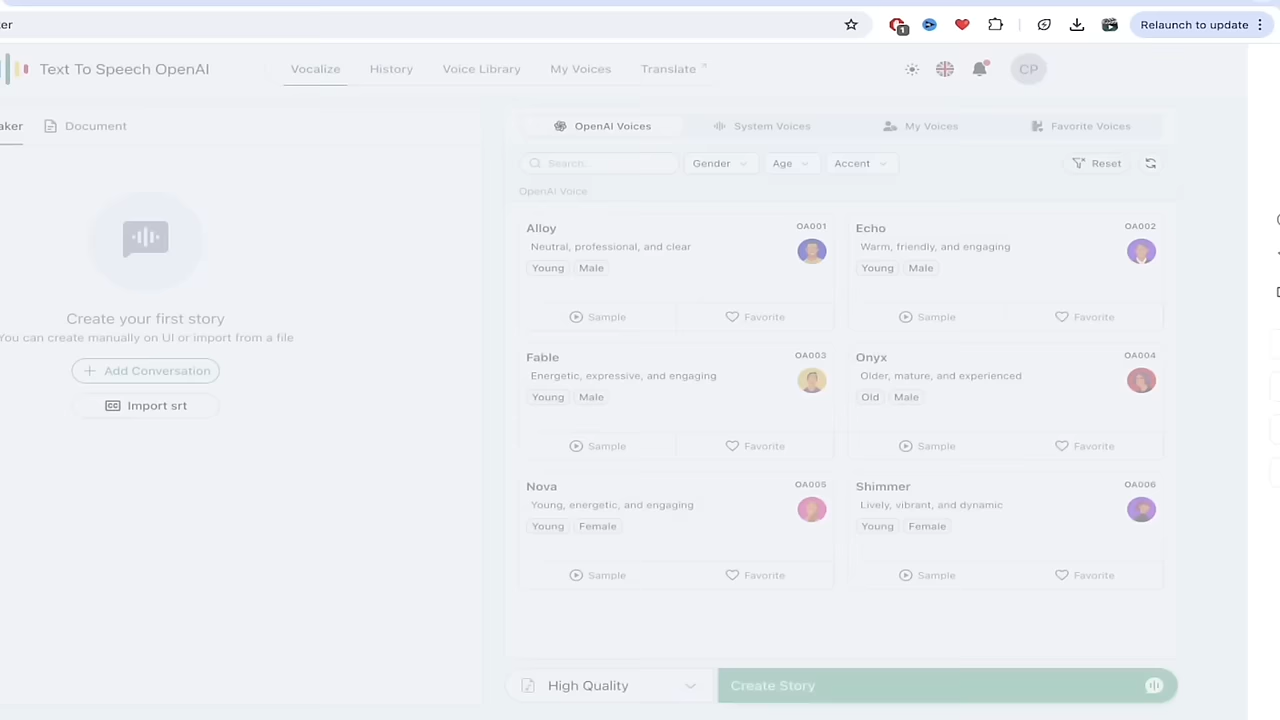 er
1
Relaunch to update
Text To Speech OpenAI
Vocalize
History
Voice Library
My Voices
Translate
CP
aker
Document
OpenAI Voices
System Voices
My Voices
Favorite Voices
Search...
Gender
Age
Accent
Reset
OpenAI Voice
Alloy
OA001
Neutral, professional, and clear
Young
Male
Sample
Favorite
Echo
OA002
Warm, friendly, and engaging
Young
Male
Sample
Favorite
Fable
OA003
Energetic, expressive, and engaging
Young
Male
Sample
Favorite
Onyx
OA004
Older, mature, and experienced
Old
Male
Sample
Favorite
Nova
OA005
Young, energetic, and engaging
Young
Female
Sample
Favorite
Shimmer
OA006
Lively, vibrant, and dynamic
Young
Female
Sample
Favorite
Create your first story
You can create manually on UI or import from a file
Add Conversation
CC
Import srt
High Quality
Create Story